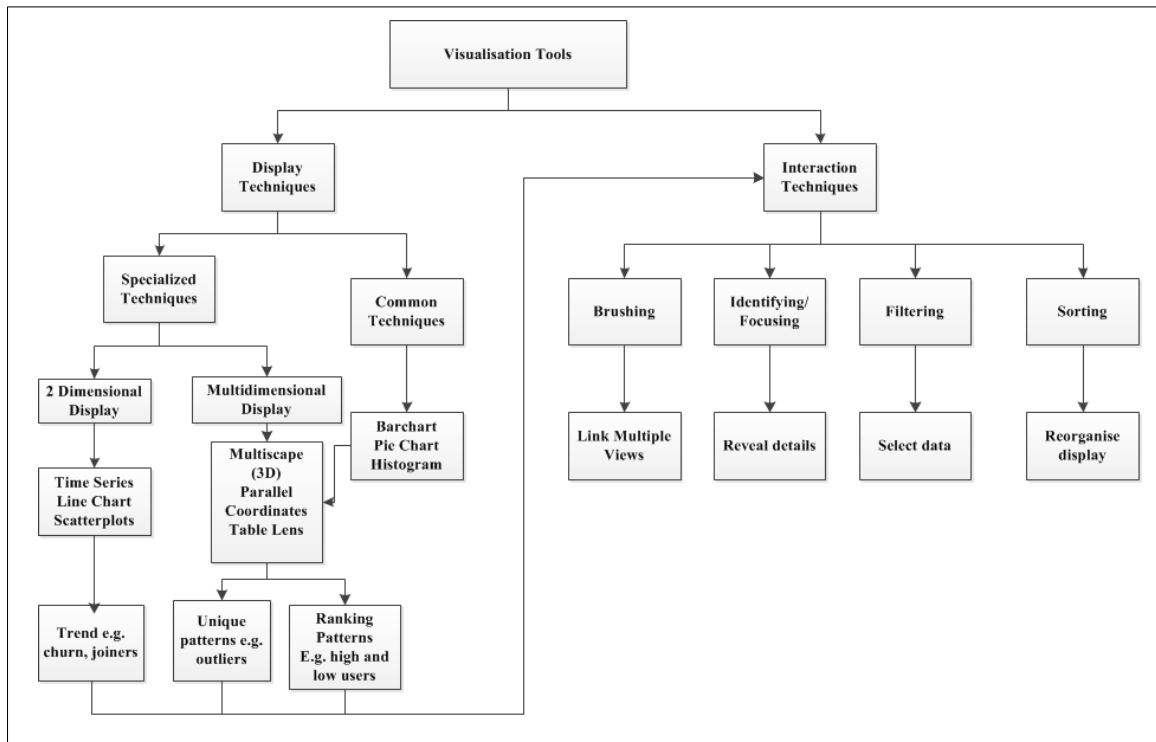 Visualisation Tools
Display
Techniques
Interaction
Techniques
Specialized
Techniques
Common
Techniques
Brushing
Identifying/
Focusing
Filtering
Sorting
2 Dimensional
Display
Multidimensional
Display
Barchart
Pie Chart
Histogram
Link Multiple
Views
Reveal details
Select data
Reorganise
display
Time Series
Line Chart
Scatterplots
Multiscape
(3D)
Parallel
Coordinates
Table Lens
Trend e.g.
churn, joiners
Unique
patterns e.g.
outliers
Ranking
Patterns
E.g. high and
low users